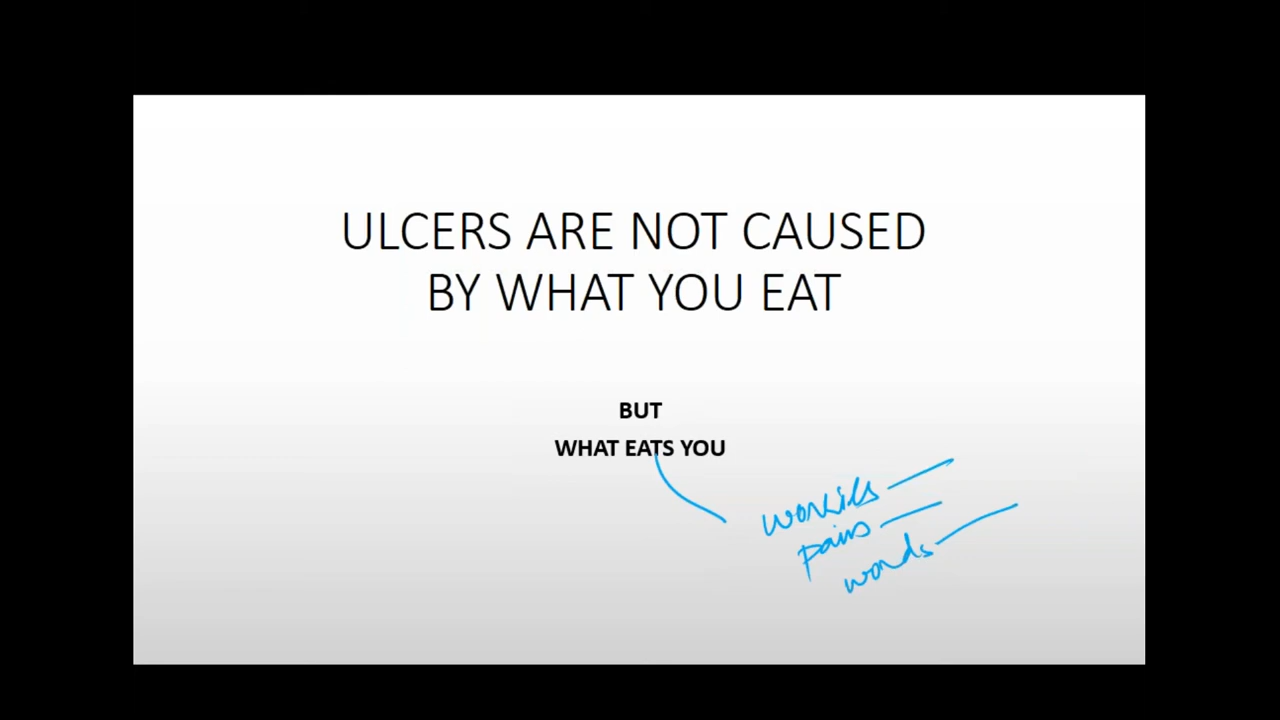 ULCERS ARE NOT CAUSED
BY WHAT YOU EAT
BUT
WHAT EATS YOU
worries
pains
words